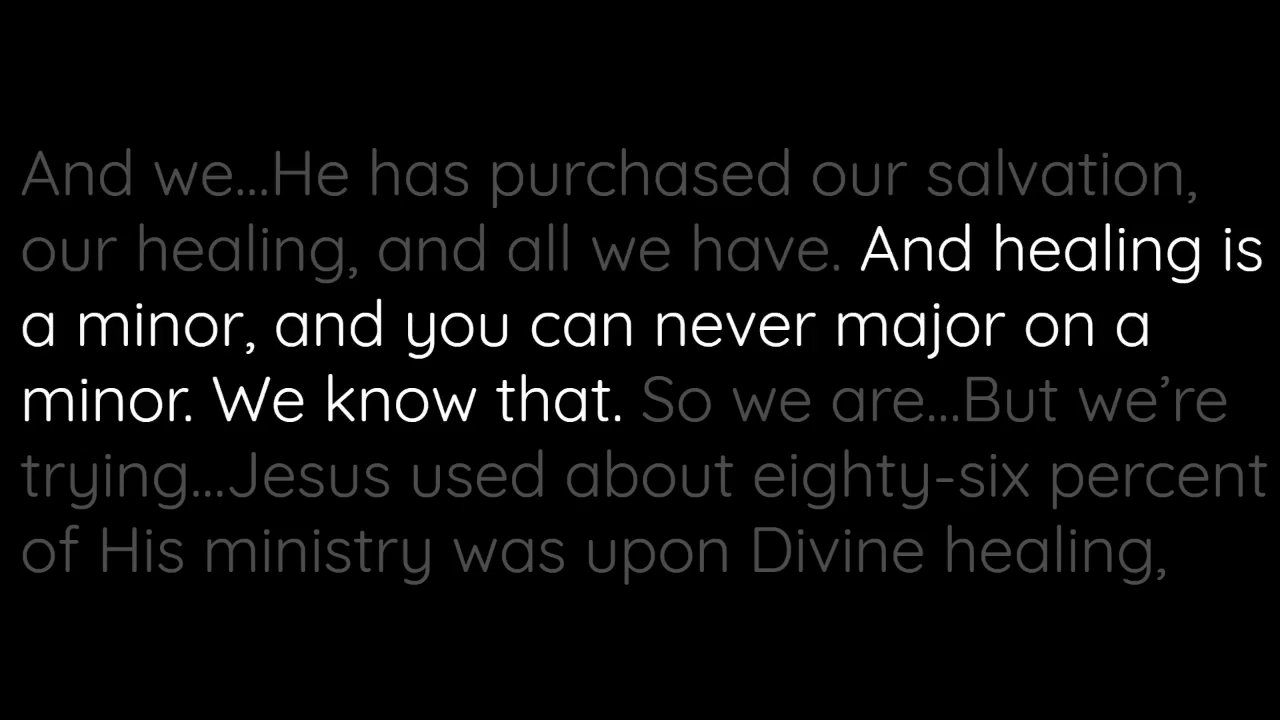 And we...He has purchased our salvation,
our healing, and all we have. And healing is
a minor, and you can never major on a
minor. We know that. So we are...But we’re
trying...Jesus used about eighty-six percent
of His ministry was upon Divine healing,